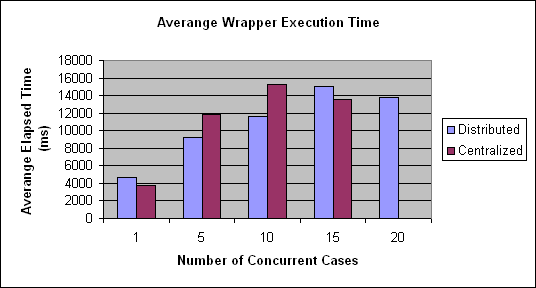 Averange Wrapper Execution Time
18000
16000
14000
12000
10000
8000
6000
4000
2000
0
Averange Elapsed Time
(ms)
1 5 10 15 20
Number of Concurrent Cases
Distributed
Centralized